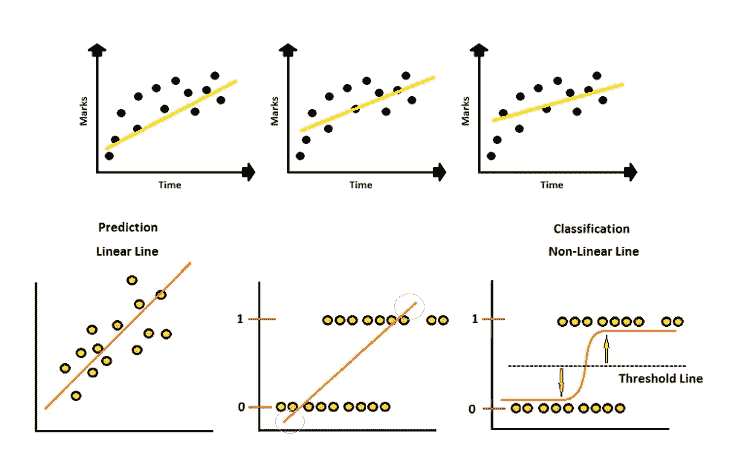 Marks
Time
Marks
Time
Marks
Time
Prediction
Linear Line
Classification
Non-Linear Line
1
0
1
0
Threshold Line